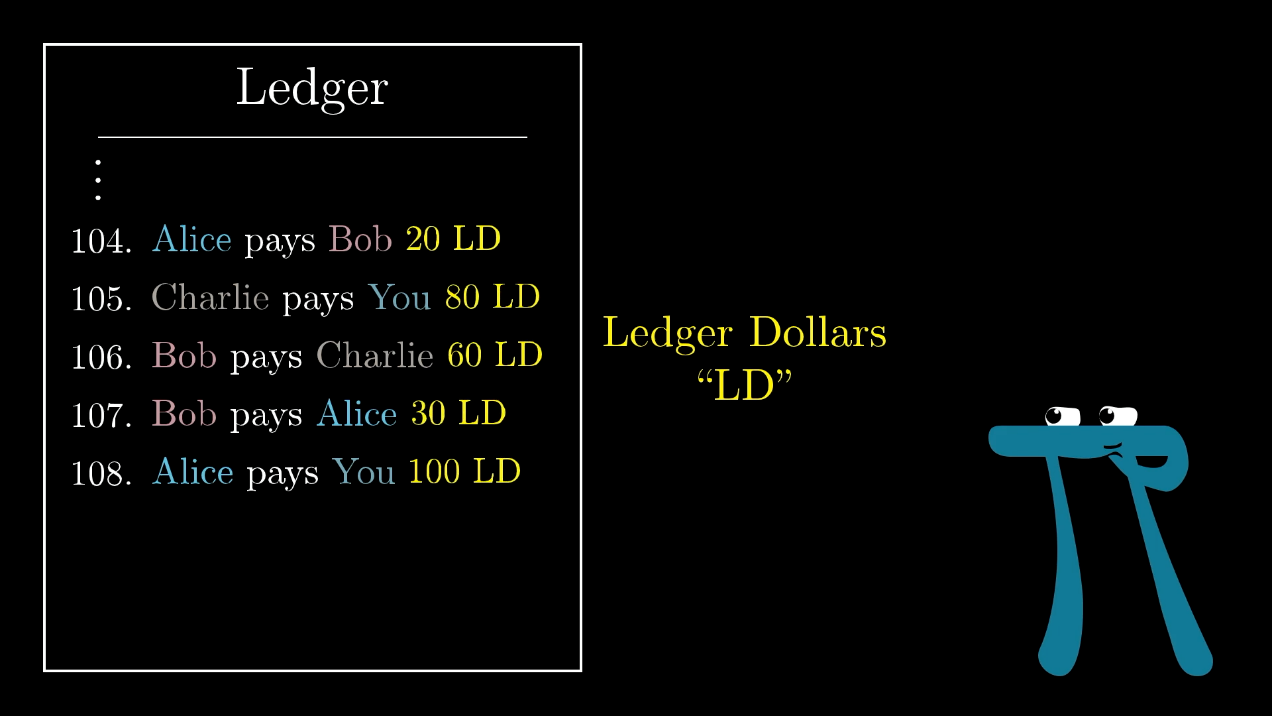 Ledger
⋮
104. Alice pays Bob 20 LD
105. Charlie pays You 80 LD
106. Bob pays Charlie 60 LD
107. Bob pays Alice 30 LD
108. Alice pays You 100 LD
Ledger Dollars
“LD”